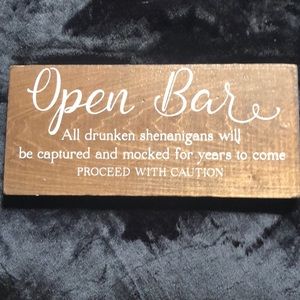 Open Bar
All drunken shenanigans will
be captured and mocked for years to come
PROCEED WITH CAUTION